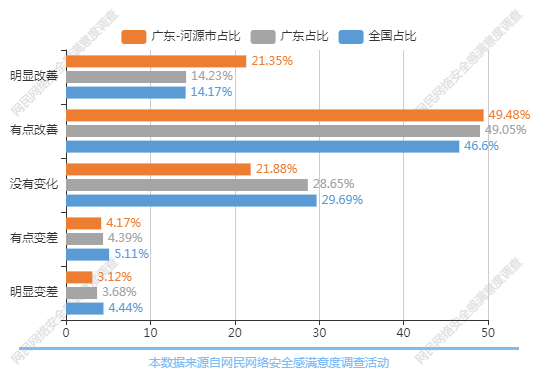 广东-河源市占比 广东占比 全国占比
明显改善 21.35%
14.23%
14.17%
有点改善 49.48%
49.05%
46.6%
没有变化 21.88%
28.65%
29.69%
有点变差 4.17%
4.39%
5.11%
明显变差 3.12%
3.68%
4.44%
0 10 20 30 40 50
本数据来源自网民网络安全感满意度调查活动
网民网络安全感满意度调查
网民网络安全感满意度调查
网民网络安全感满意度调查
网民网络安全感满意度调查